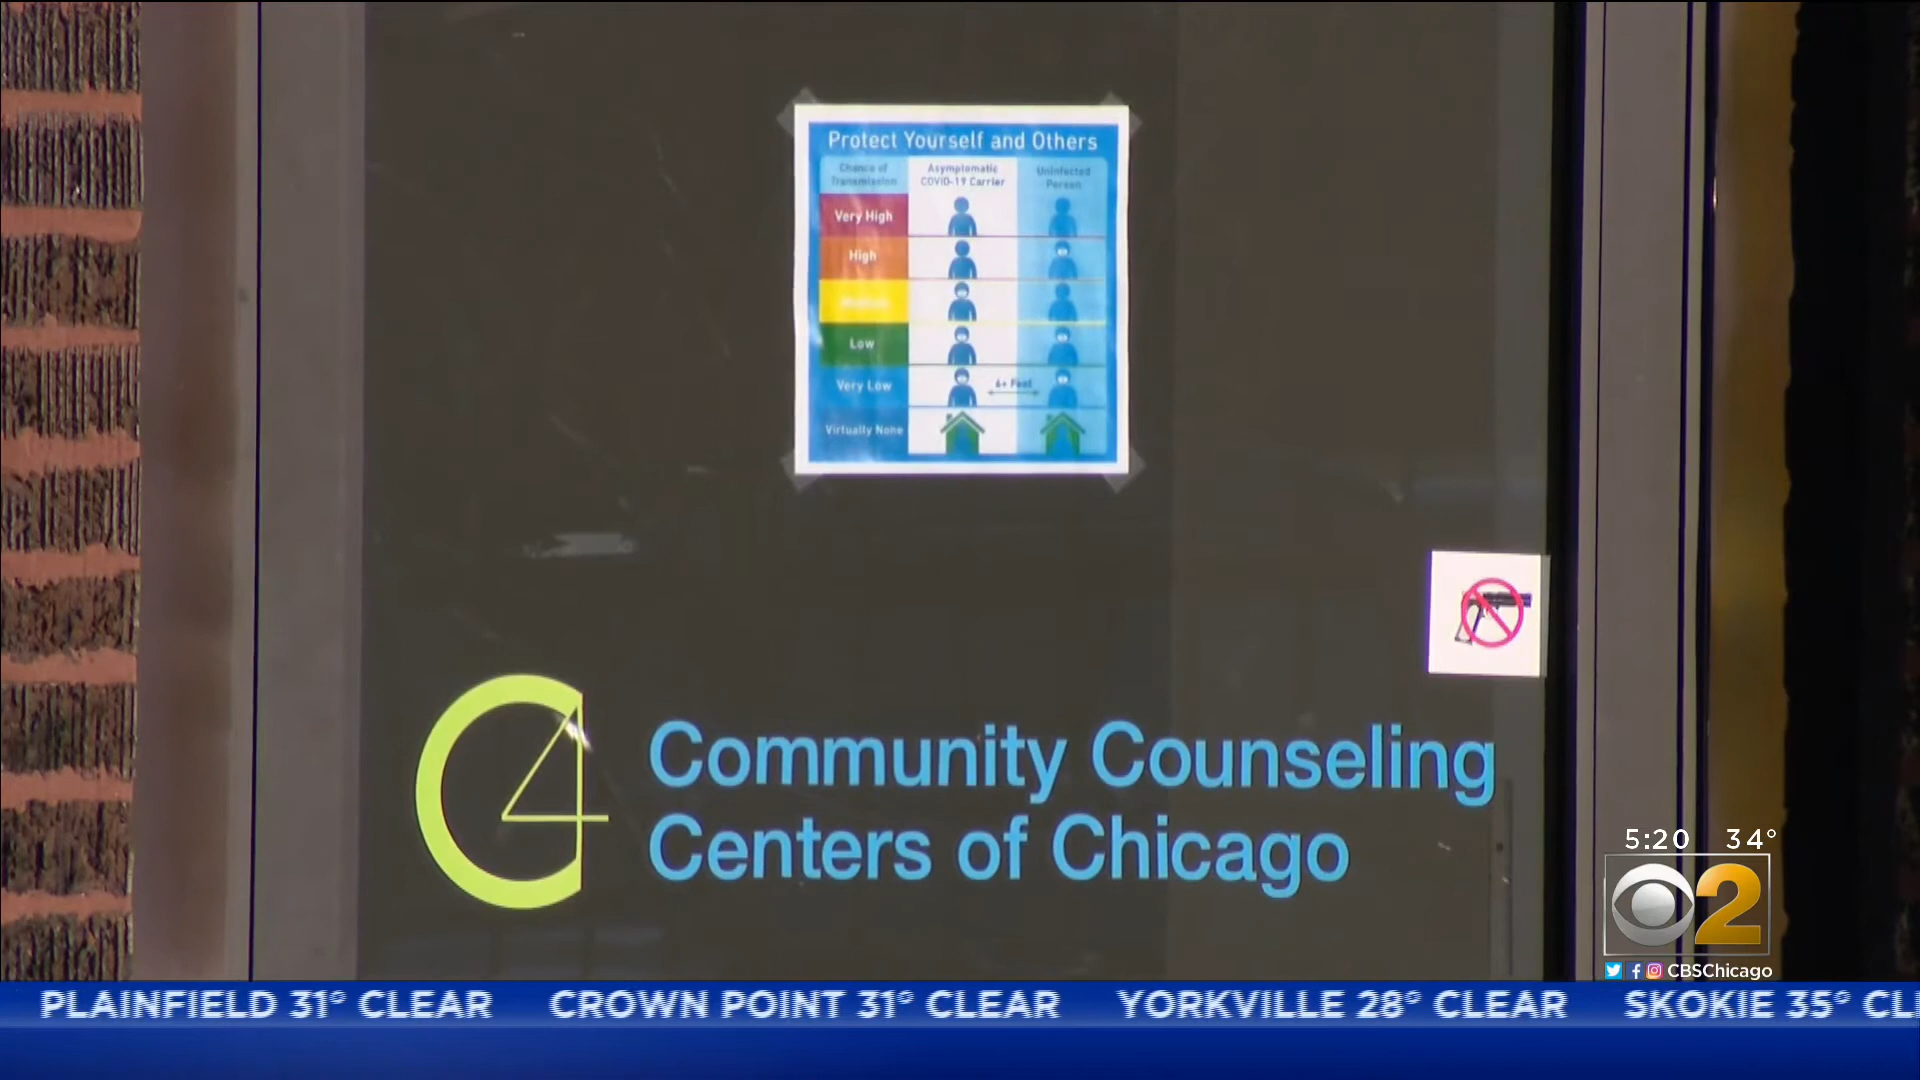 Protect Yourself and Others
Chance of
Transmission
Asymptomatic
COVID-19 Carrier
Uninfected
Person
Very High
High
Medium
Low
Very Low
6+ Feet
Virtually None
C4
Community Counseling
Centers of Chicago
5:20 34°
2
CBSChicago
PLAINFIELD 31° CLEAR CROWN POINT 31° CLEAR YORKVILLE 28° CLEAR SKOKIE 35° CL